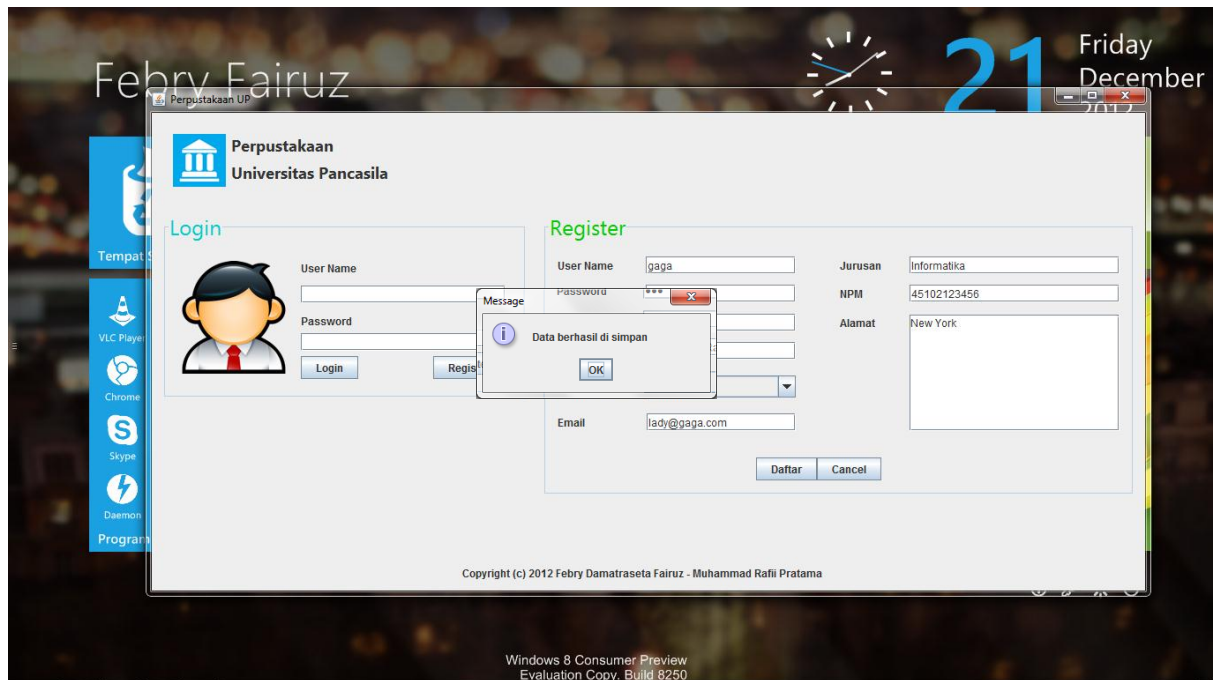 Febry Fairuz
21
Friday
December
2012
Perpustakaan UP
Perpustakaan
Universitas Pancasila
Login
User Name
Password
Login
Register
User Name gaga
Password ***
Jurusan Informatika
NPM 45102123456
Alamat New York
Email lady@gaga.com
Daftar Cancel
Message
Data berhasil di simpan
OK
Copyright (c) 2012 Febry Damatraseta Fairuz - Muhammad Rafii Pratama
Tempat
VLC Player
Chrome
Skype
Daemon
Program
Windows 8 Consumer Preview
Evaluation Copy. Build 8250